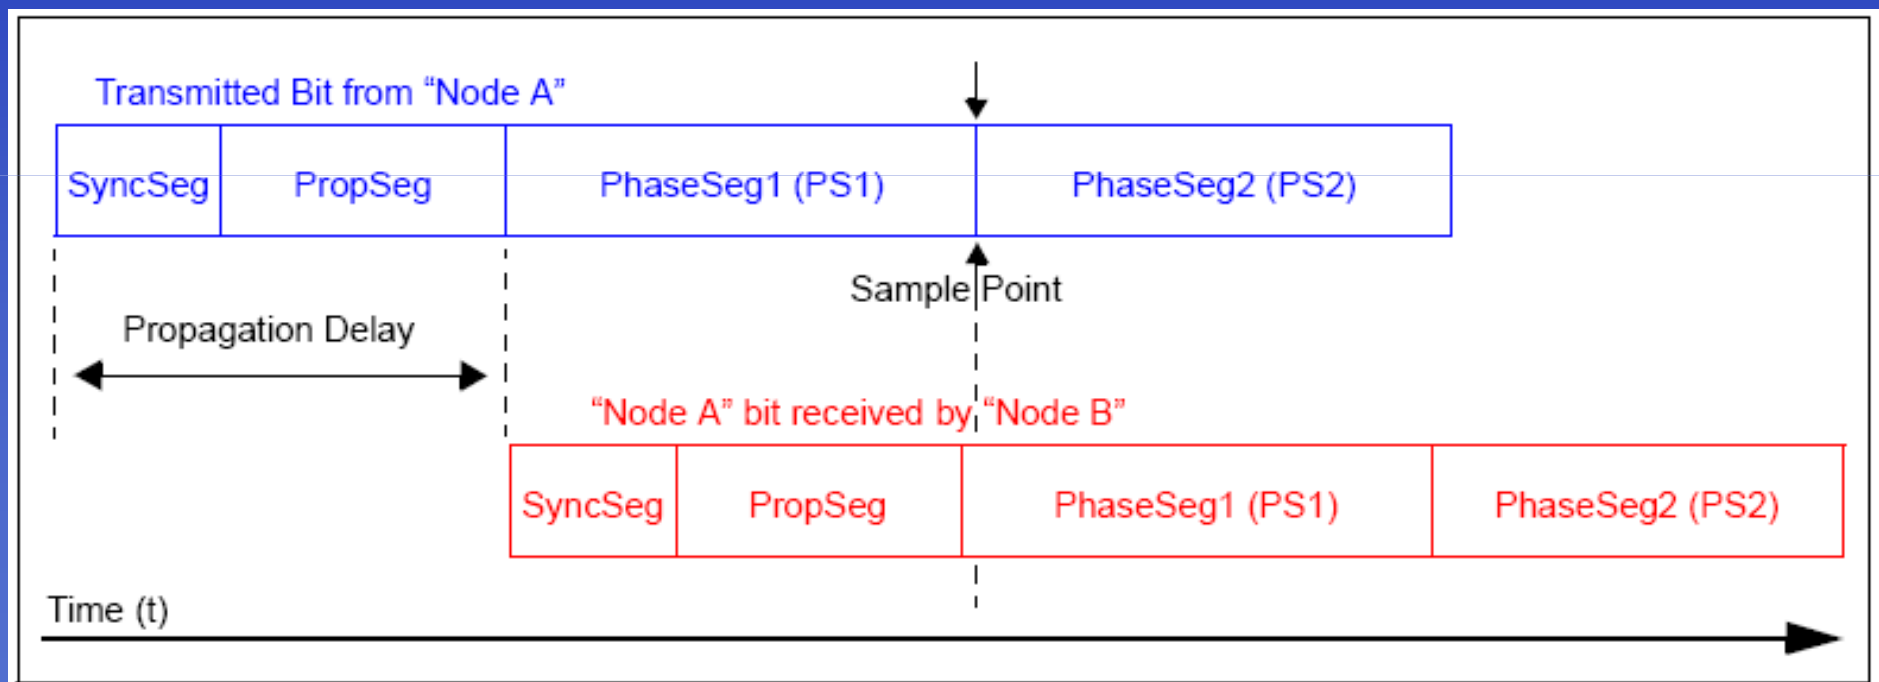 Transmitted Bit from “Node A”
SyncSeg PropSeg PhaseSeg1 (PS1) PhaseSeg2 (PS2)
Sample Point
Propagation Delay
“Node A” bit received by “Node B”
SyncSeg PropSeg PhaseSeg1 (PS1) PhaseSeg2 (PS2)
Time (t)